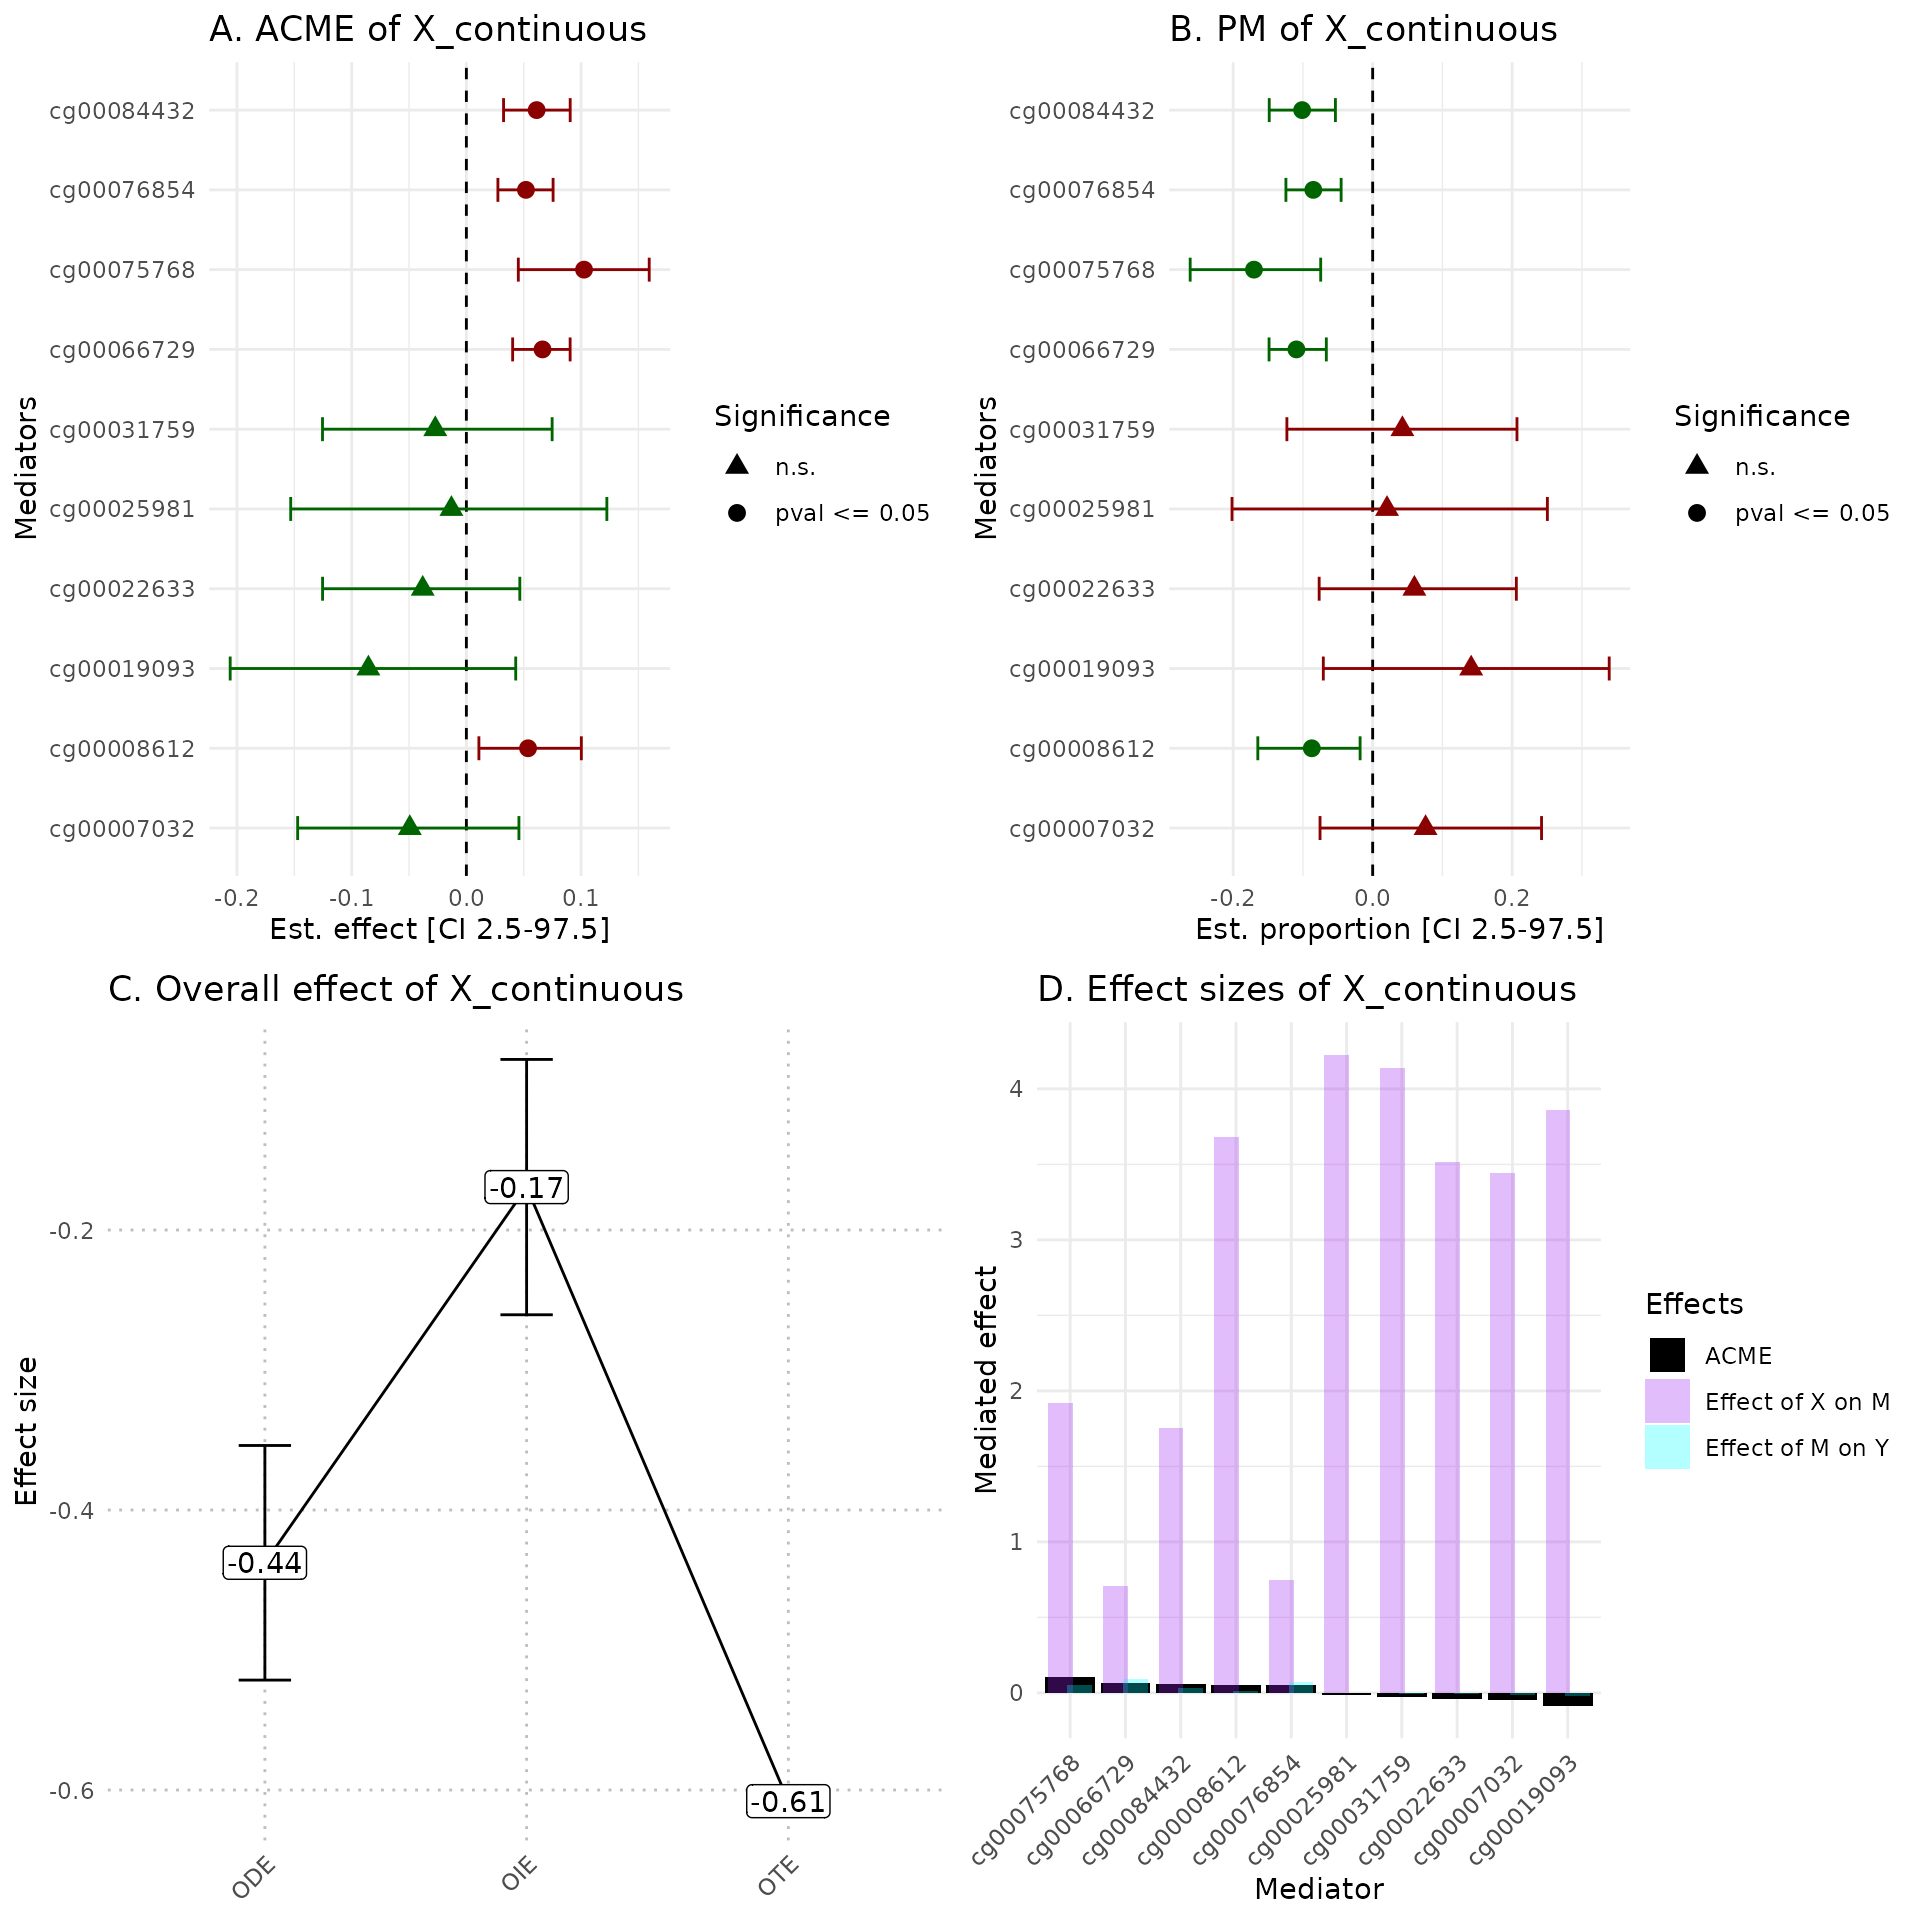 A. ACME of X_continuous
Mediators
cg00084432
cg00076854
cg00075768
cg00066729
cg00031759
cg00025981
cg00022633
cg00019093
cg00008612
cg00007032
-0.2 -0.1 0.0 0.1
Est. effect [CI 2.5-97.5]
Significance
n.s.
pval <= 0.05
B. PM of X_continuous
Mediators
cg00084432
cg00076854
cg00075768
cg00066729
cg00031759
cg00025981
cg00022633
cg00019093
cg00008612
cg00007032
-0.2 0.0 0.2
Est. proportion [CI 2.5-97.5]
Significance
n.s.
pval <= 0.05
C. Overall effect of X_continuous
Effect size
-0.2
-0.4
-0.6
-0.44
-0.17
-0.61
ODE OIE OTE
D. Effect sizes of X_continuous
Mediated effect
4
3
2
1
0
cg00075768
cg00066729
cg00084432
cg00008612
cg00076854
cg00025981
cg00031759
cg00022633
cg00007032
cg00019093
Mediator
Effects
ACME
Effect of X on M
Effect of M on Y